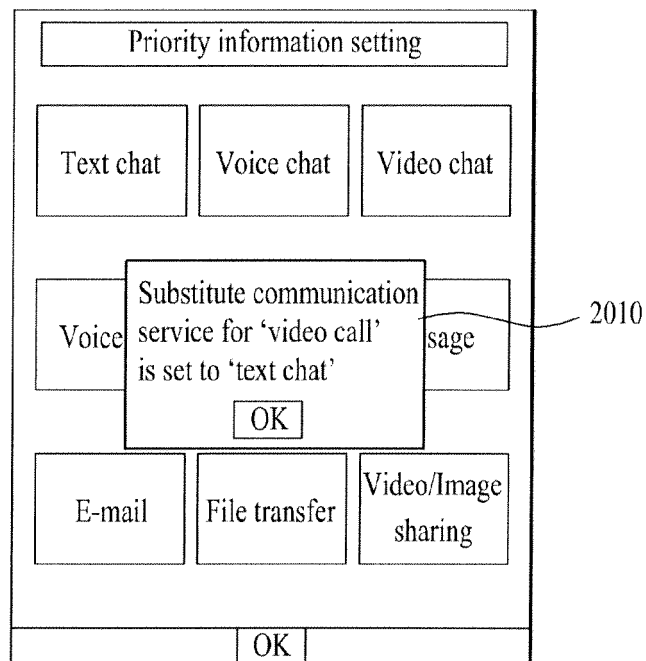 Priority information setting
Text chat
Voice chat
Video chat
Voice
Substitute communication
service for ‘video call’
is set to ‘text chat’
OK
sage
2010
E-mail
File transfer
Video/Image
sharing
OK